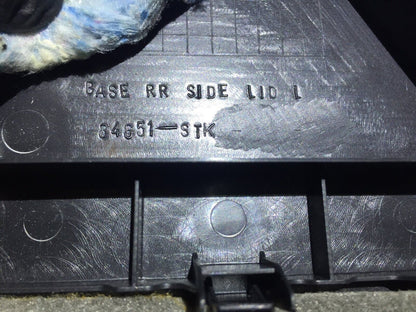 BASE RR SIDE LID L
84651-STK